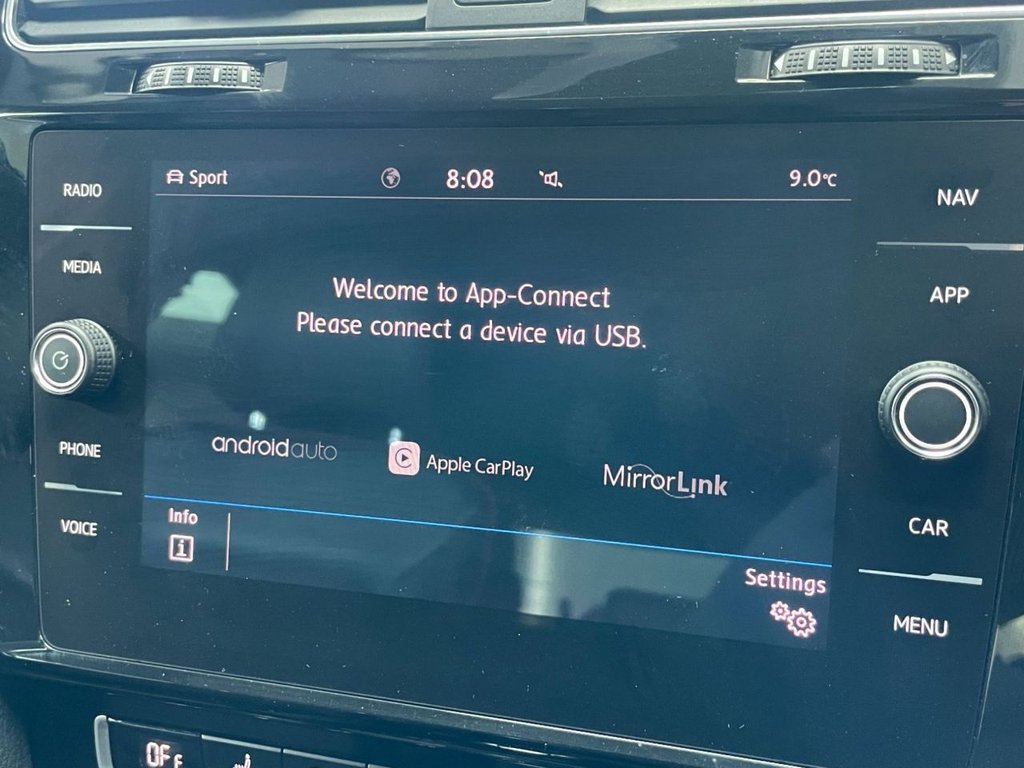 RADIO
MEDIA
PHONE
VOICE
Sport
8:08
9.0°C
Welcome to App-Connect
Please connect a device via USB.
androidauto
Apple CarPlay
MirrorLink
Info
i
Settings
NAV
APP
CAR
MENU
OFF